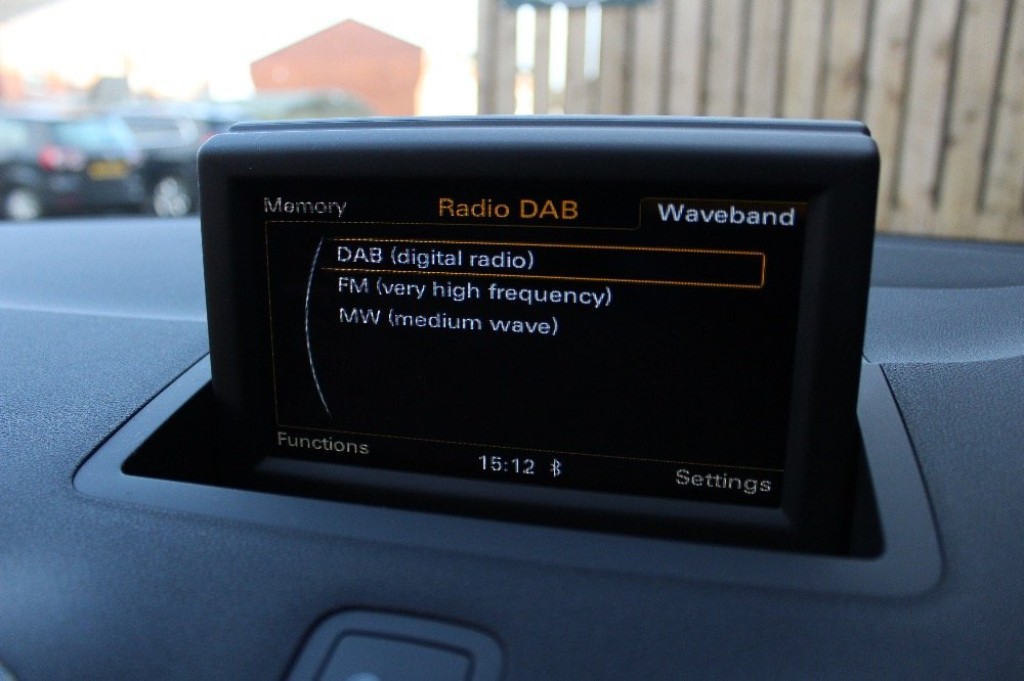 Memory Radio DAB Waveband
DAB (digital radio)
FM (very high frequency)
MW (medium wave)
Functions 15:12 Settings